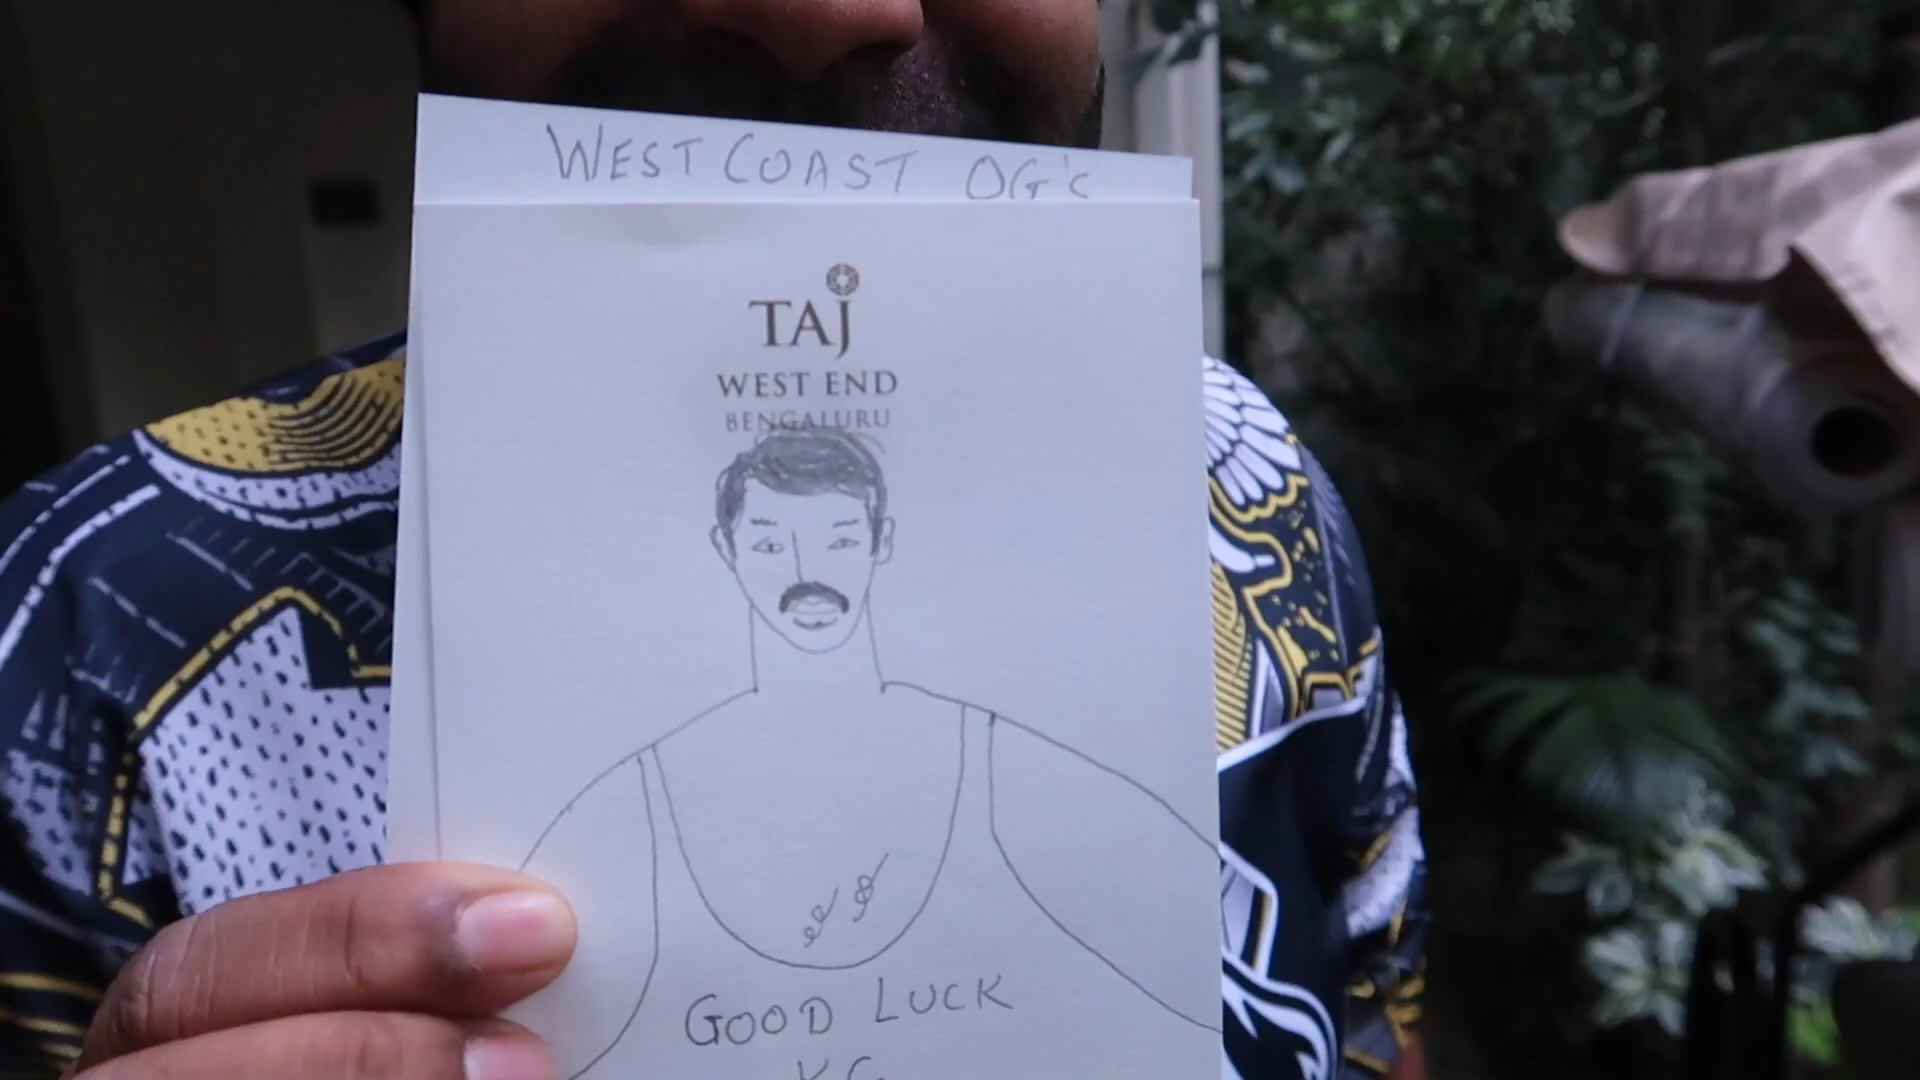 WEST COAST OG's
TAJ
WEST END
BENGALURU
GOOD LUCK